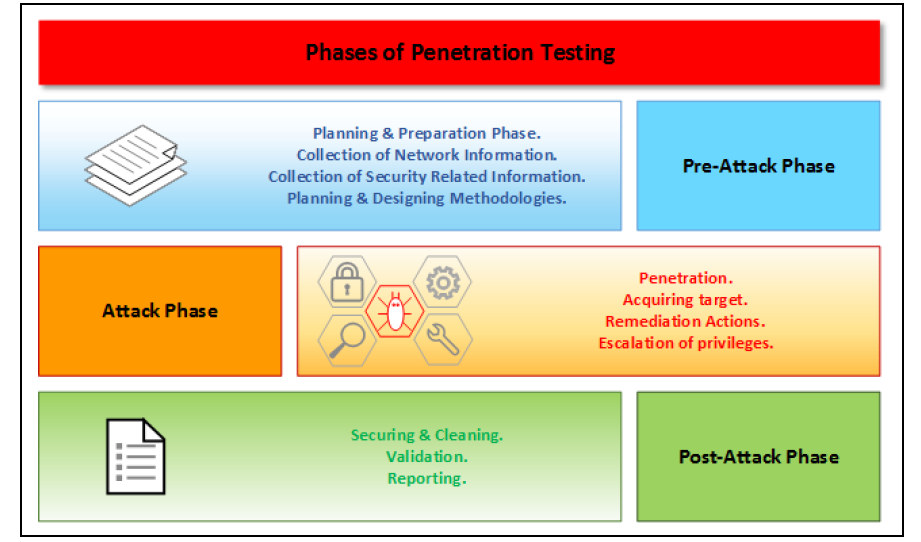 Phases of Penetration Testing
Planning & Preparation Phase.
Collection of Network Information.
Collection of Security Related Information.
Planning & Designing Methodologies.
Pre-Attack Phase
Attack Phase
Penetration.
Acquiring target.
Remediation Actions.
Escalation of privileges.
Securing & Cleaning.
Validation.
Reporting.
Post-Attack Phase